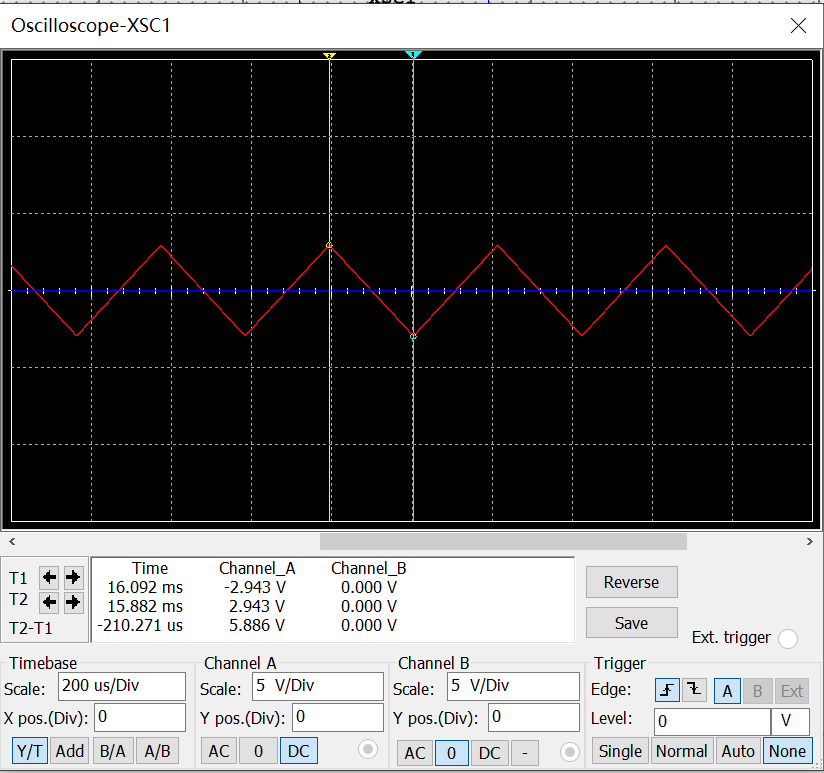 XSC1
Oscilloscope-XSC1
2 1
Time Channel_A Channel_B
T1 16.092 ms -2.943 V 0.000 V
T2 15.882 ms 2.943 V 0.000 V
T2-T1 -210.271 us 5.886 V 0.000 V
Reverse
Save
Ext. trigger
Timebase
Scale: 200 us/Div
X pos.(Div): 0
Y/T Add B/A A/B
Channel A
Scale: 5 V/Div
Y pos.(Div): 0
AC 0 DC
Channel B
Scale: 5 V/Div
Y pos.(Div): 0
AC 0 DC -
Trigger
Edge: A B Ext
Level: 0 V
Single Normal Auto None